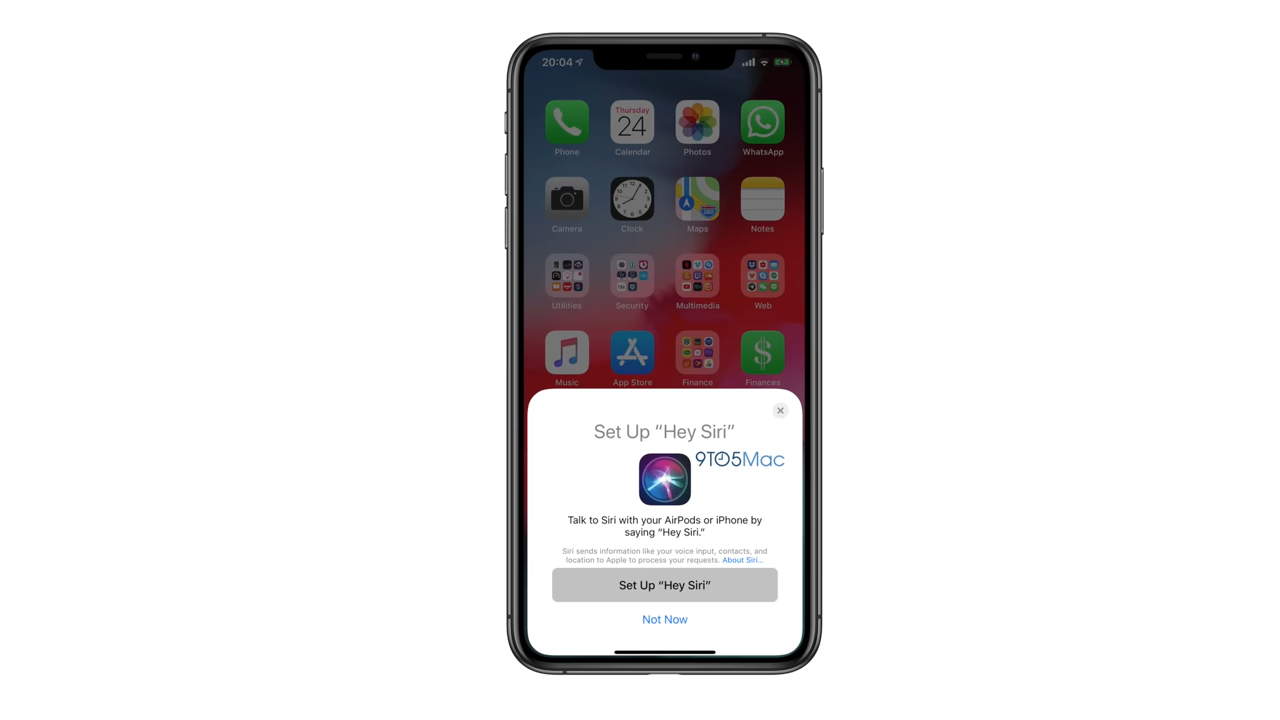 20:04
Thursday
24
Phone
Calendar
Photos
WhatsApp
Camera
Clock
Maps
Notes
Utilities
Security
Multimedia
Web
Music
App Store
Finance
Finances
Set Up “Hey Siri”
9TO5Mac
Talk to Siri with your AirPods or iPhone by
saying “Hey Siri.”
Siri sends information like your voice input, contacts, and
location to Apple to process your requests. About Siri...
Set Up “Hey Siri”
Not Now